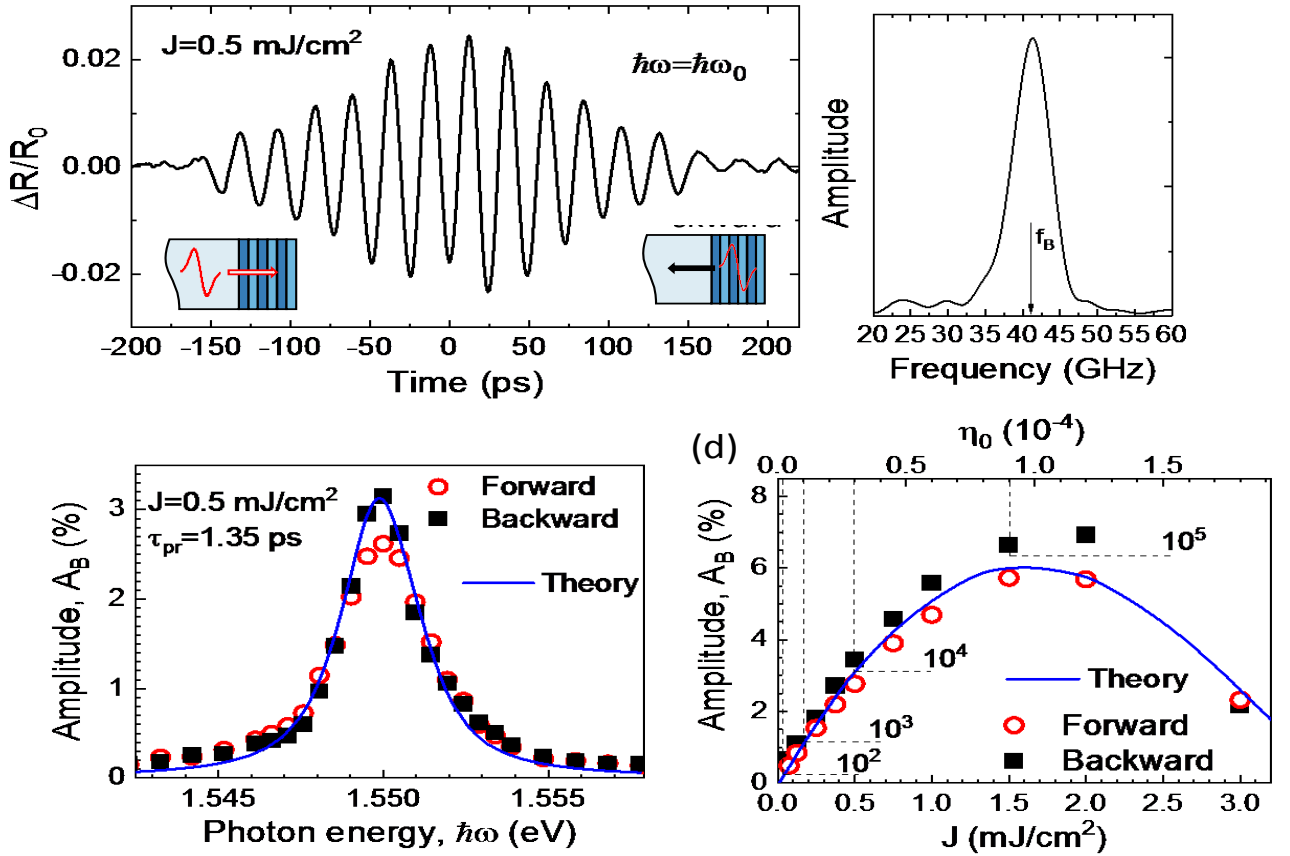 J=0.5 mJ/cm²
ℏω=ℏω₀
0.02
0.00
-0.02
ΔR/R₀
-200 -150 -100 -50 0 50 100 150 200
Time (ps)
Amplitude
f_B
20 25 30 35 40 45 50 55 60
Frequency (GHz)
J=0.5 mJ/cm²
τ_pr=1.35 ps
Forward
Backward
Theory
3
2
1
0
Amplitude, A_B (%)
1.545 1.550 1.555
Photon energy, ℏω (eV)
(d)
η₀ (10⁻⁴)
0.0 0.6 1.2
8
6
4
2
0
Amplitude, A_B (%)
10⁵
10⁴
10³
10²
Theory
Forward
Backward
0.0 0.5 1.0 1.5 2.0 2.5 3.0
J (mJ/cm²)